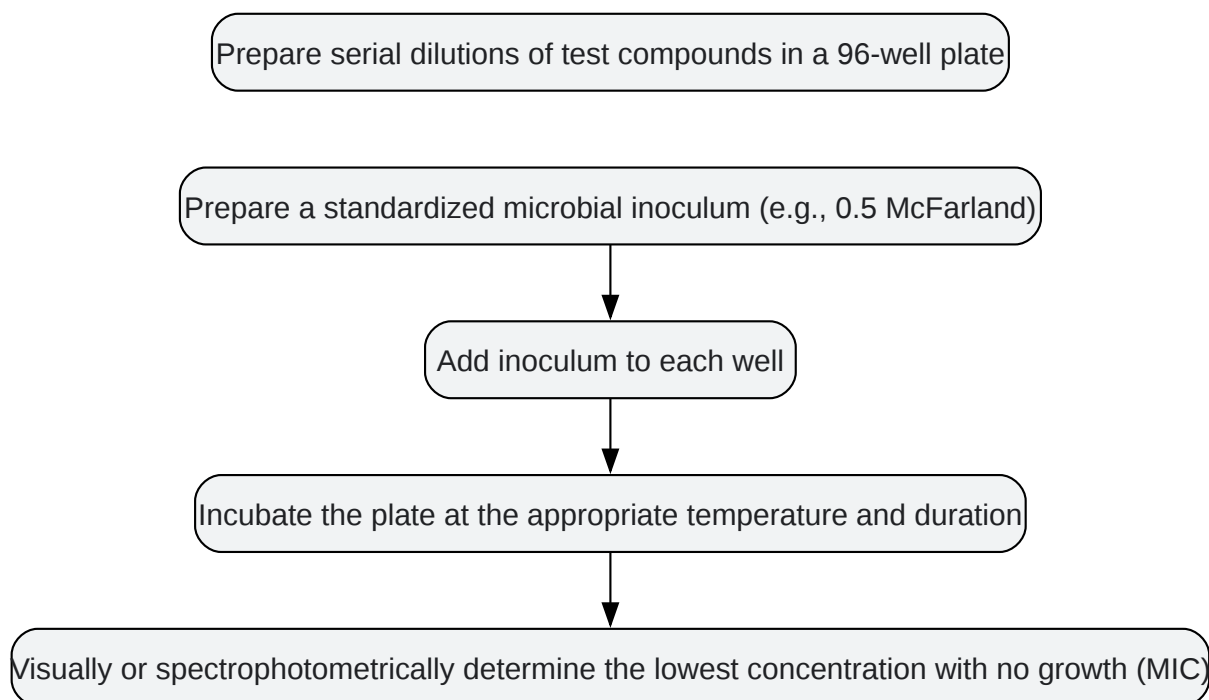 Prepare serial dilutions of test compounds in a 96-well plate
Prepare a standardized microbial inoculum (e.g., 0.5 McFarland)
Add inoculum to each well
Incubate the plate at the appropriate temperature and duration
Visually or spectrophotometrically determine the lowest concentration with no growth (MIC)